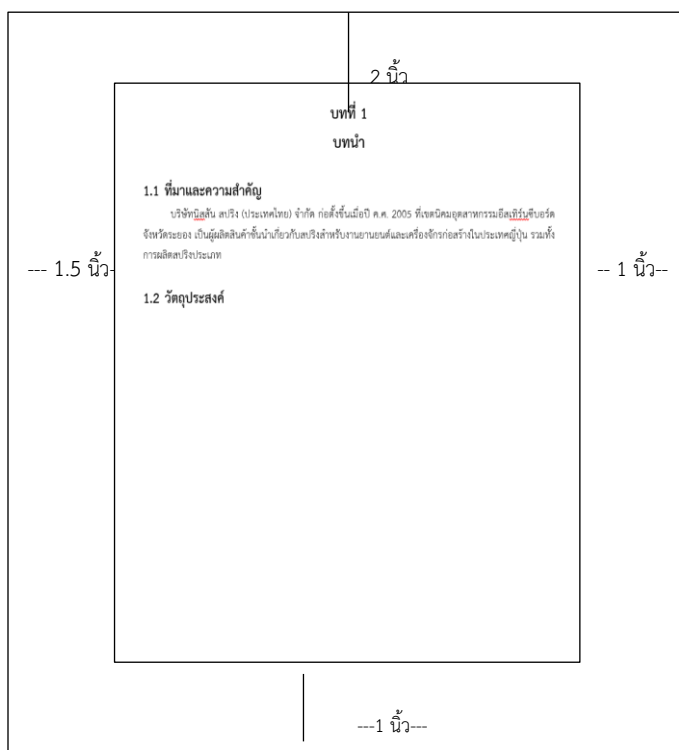 2 นิ้ว
บทที่ 1
บทนำ
1.1 ที่มาและความสำคัญ
บริษัทนิสสัน สปริง (ประเทศไทย) จำกัด ก่อตั้งขึ้นเมื่อปี ค.ศ. 2005 ที่เขตนิคมอุตสาหกรรมอีสเทิร์นซีบอร์ด
จังหวัดระยอง เป็นผู้ผลิตสินค้าชั้นนำเกี่ยวกับสปริงสำหรับงานยานยนต์และเครื่องจักรก่อสร้างในประเทศญี่ปุ่น รวมทั้ง
การผลิตสปริงประเภท
--- 1.5 นิ้ว-
-- 1 นิ้ว--
1.2 วัตถุประสงค์
---1 นิ้ว---